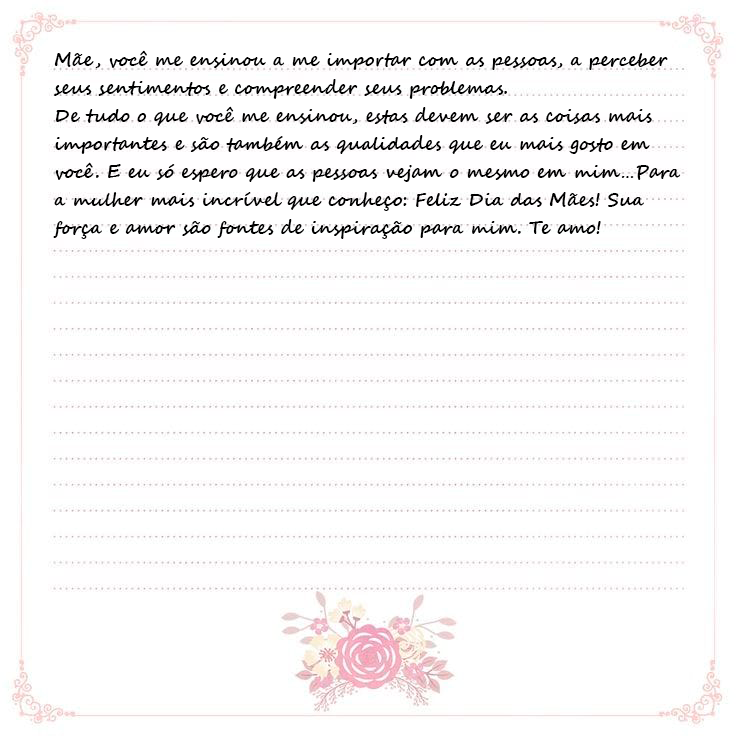 Mãe, você me ensinou a me importar com as pessoas, a perceber
seus sentimentos e compreender seus problemas.
De tudo o que você me ensinou, estas devem ser as coisas mais
importantes e são também as qualidades que eu mais gosto em
você. E eu só espero que as pessoas vejam o mesmo em mim...Para
a mulher mais incrível que conheço: Feliz Dia das Mães! Sua
força e amor são fontes de inspiração para mim. Te amo!